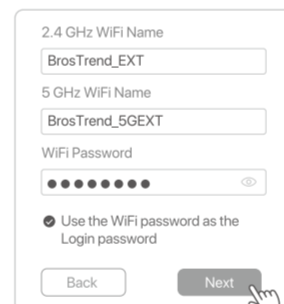 2.4 GHz WiFi Name
BrosTrend_EXT
5 GHz WiFi Name
BrosTrend_5GEXT
WiFi Password
●●●●●●●●
Use the WiFi password as the
Login password
Back
Next